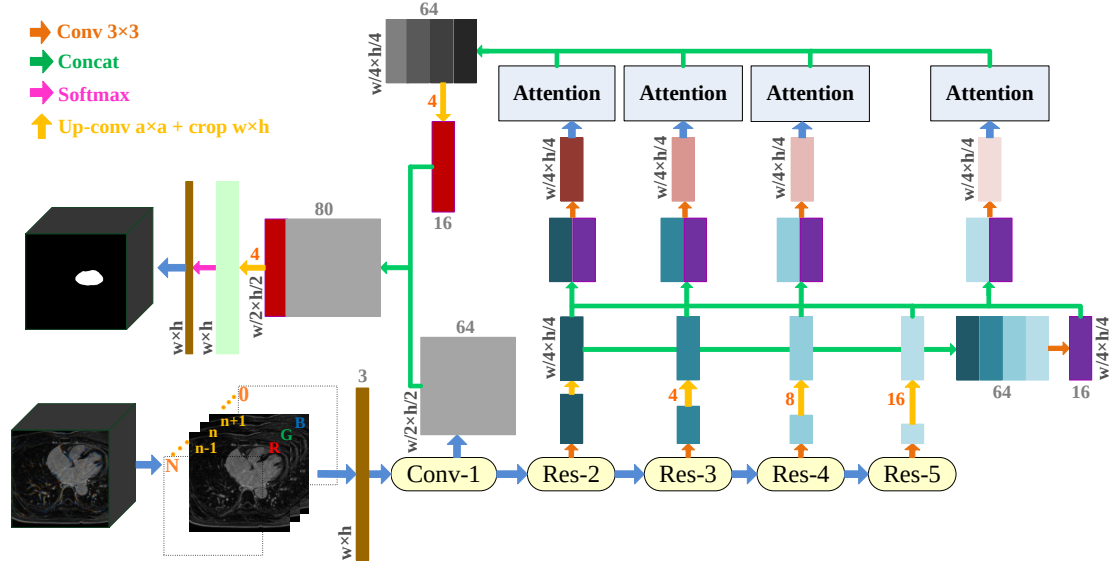 Conv 3×3
Concat
Softmax
Up-conv a×a + crop w×h
64
w/4×h/4
4
16
Attention
Attention
Attention
Attention
w/4×h/4
w/4×h/4
w/4×h/4
w/4×h/4
80
4
w/2×h/2
w×h
w×h
64
w/2×h/2
w/4×h/4
64
16
w/4×h/4
4
8
16
3
w×h
0
N
n+1
n
n-1
B
G
R
Conv-1
Res-2
Res-3
Res-4
Res-5